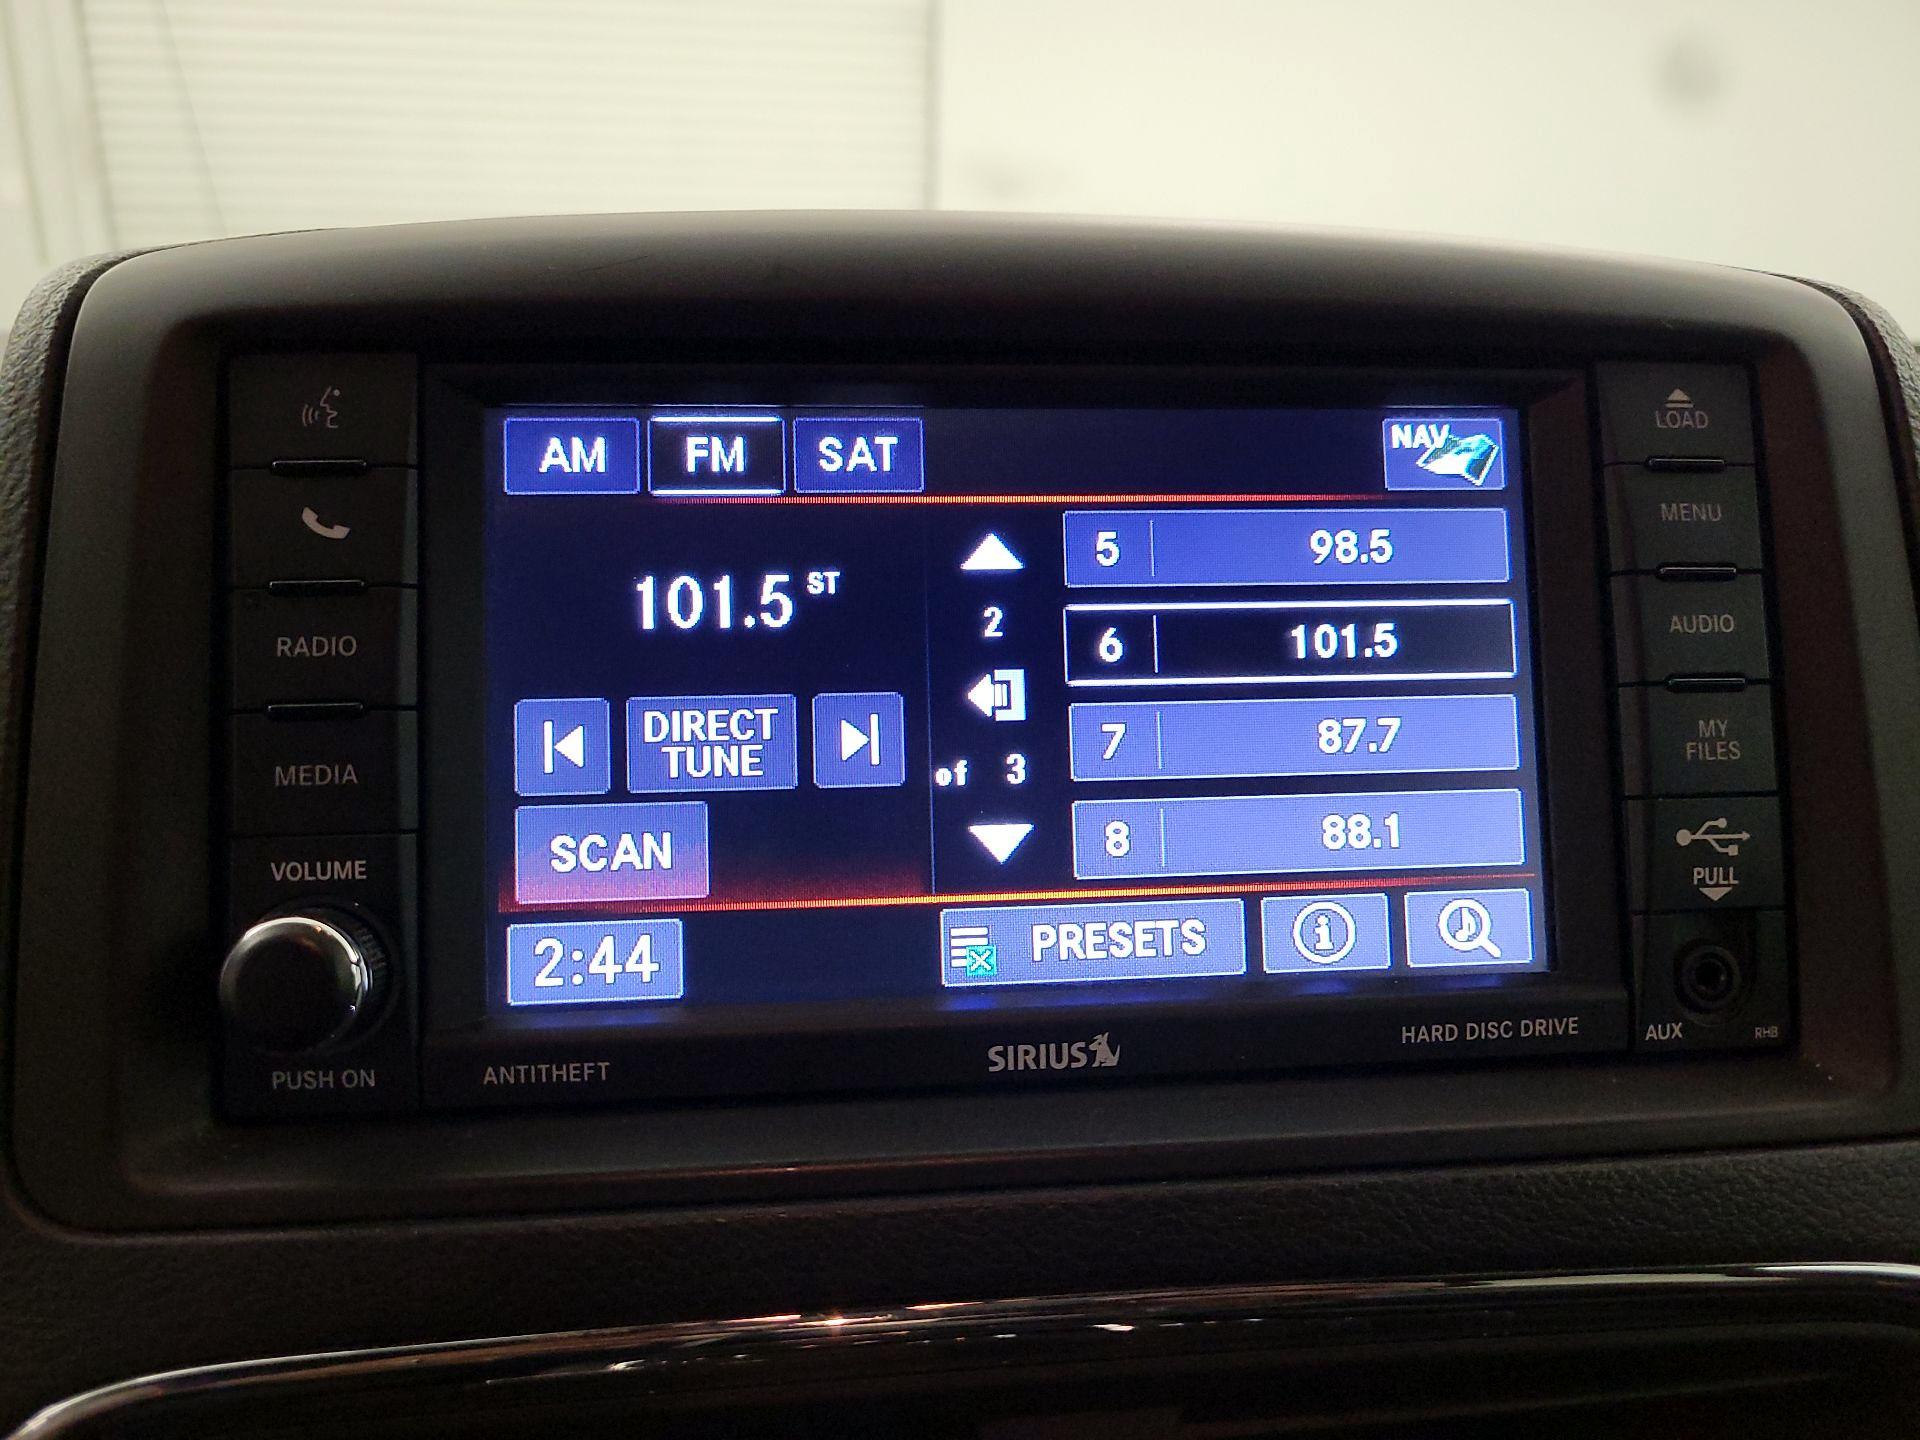 AM FM SAT NAV
LOAD
MENU
AUDIO
MY
FILES
PULL
AUX
RHB
RADIO
MEDIA
VOLUME
PUSH ON
101.5 ST
DIRECT
TUNE
SCAN
2
of 3
5 98.5
6 101.5
7 87.7
8 88.1
2:44
PRESETS
i
ANTITHEFT
SIRIUS
HARD DISC DRIVE